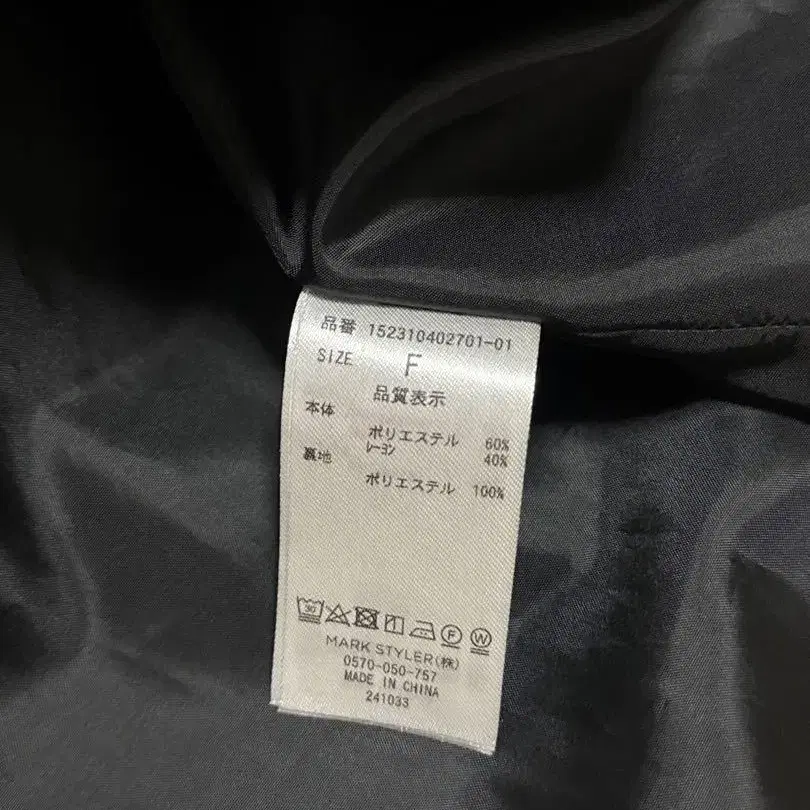 品番 152310402701-01
SIZE F
品質表示
本体
ポリエステル 60%
レーヨン 40%
裏地
ポリエステル 100%
30
F W
MARK STYLER(株)
0570-050-757
MADE IN CHINA
241033